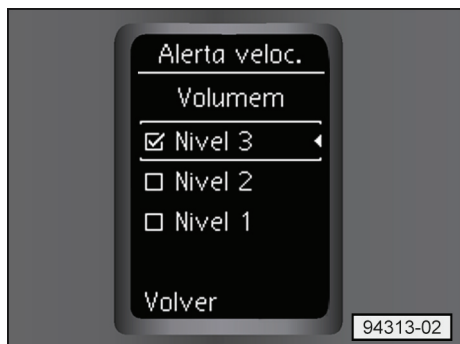 Alerta veloc.
Volumem
Nivel 3
Nivel 2
Nivel 1
Volver
94313-02